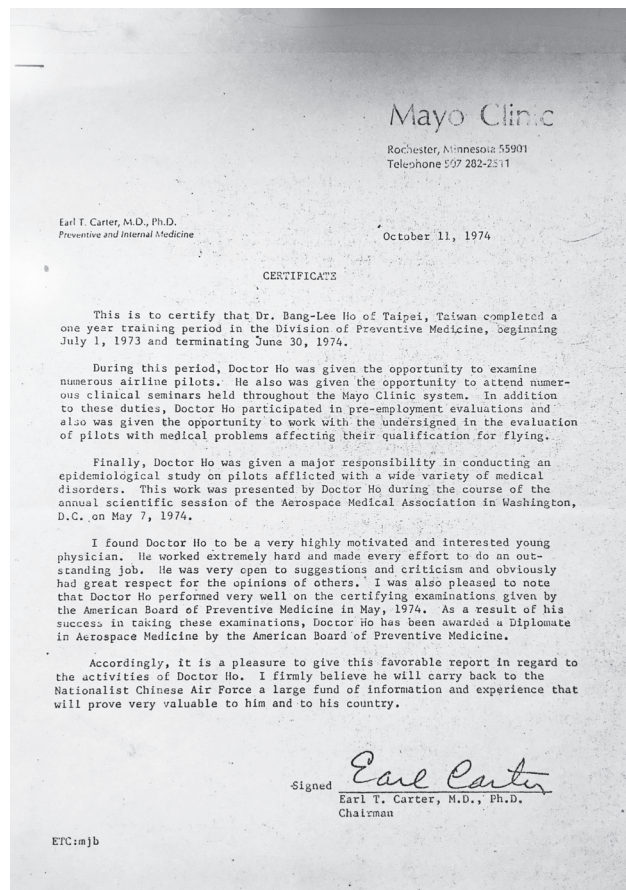 Mayo Clinic
Rochester, Minnesota 55901
Telephone 507 282-2511
Earl T. Carter, M.D., Ph.D.
Preventive and Internal Medicine
October 11, 1974
CERTIFICATE
This is to certify that Dr. Bang-Lee Ho of Taipei, Taiwan completed a
one year training period in the Division of Preventive Medicine, beginning
July 1, 1973 and terminating June 30, 1974.
During this period, Doctor Ho was given the opportunity to examine
numerous airline pilots. He also was given the opportunity to attend numer-
ous clinical seminars held throughout the Mayo Clinic system. In addition
to these duties, Doctor Ho participated in pre-employment evaluations and
also was given the opportunity to work with the undersigned in the evaluation
of pilots with medical problems affecting their qualification for flying.
Finally, Doctor Ho was given a major responsibility in conducting an
epidemiological study on pilots afflicted with a wide variety of medical
disorders. This work was presented by Doctor Ho during the course of the
annual scientific session of the Aerospace Medical Association in Washington,
D.C. on May 7, 1974.
I found Doctor Ho to be a very highly motivated and interested young
physician. He worked extremely hard and made every effort to do an out-
standing job. He was very open to suggestions and criticism and obviously
had great respect for the opinions of others. I was also pleased to note
that Doctor Ho performed very well on the certifying examinations given by
the American Board of Preventive Medicine in May, 1974. As a result of his
success in taking these examinations, Doctor Ho has been awarded a Diplomate
in Aerospace Medicine by the American Board of Preventive Medicine.
Accordingly, it is a pleasure to give this favorable report in regard to
the activities of Doctor Ho. I firmly believe he will carry back to the
Nationalist Chinese Air Force a large fund of information and experience that
will prove very valuable to him and to his country.
Signed Earl Carter
Earl T. Carter, M.D., Ph.D.
Chairman
ETC:mjb